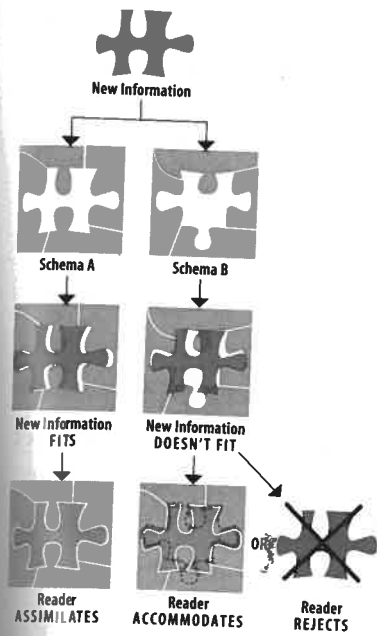 New Information
Schema A
Schema B
New Information
FITS
New Information
DOESN'T FIT
Reader
ASSIMILATES
Reader
ACCOMMODATES
OR
Reader
REJECTS